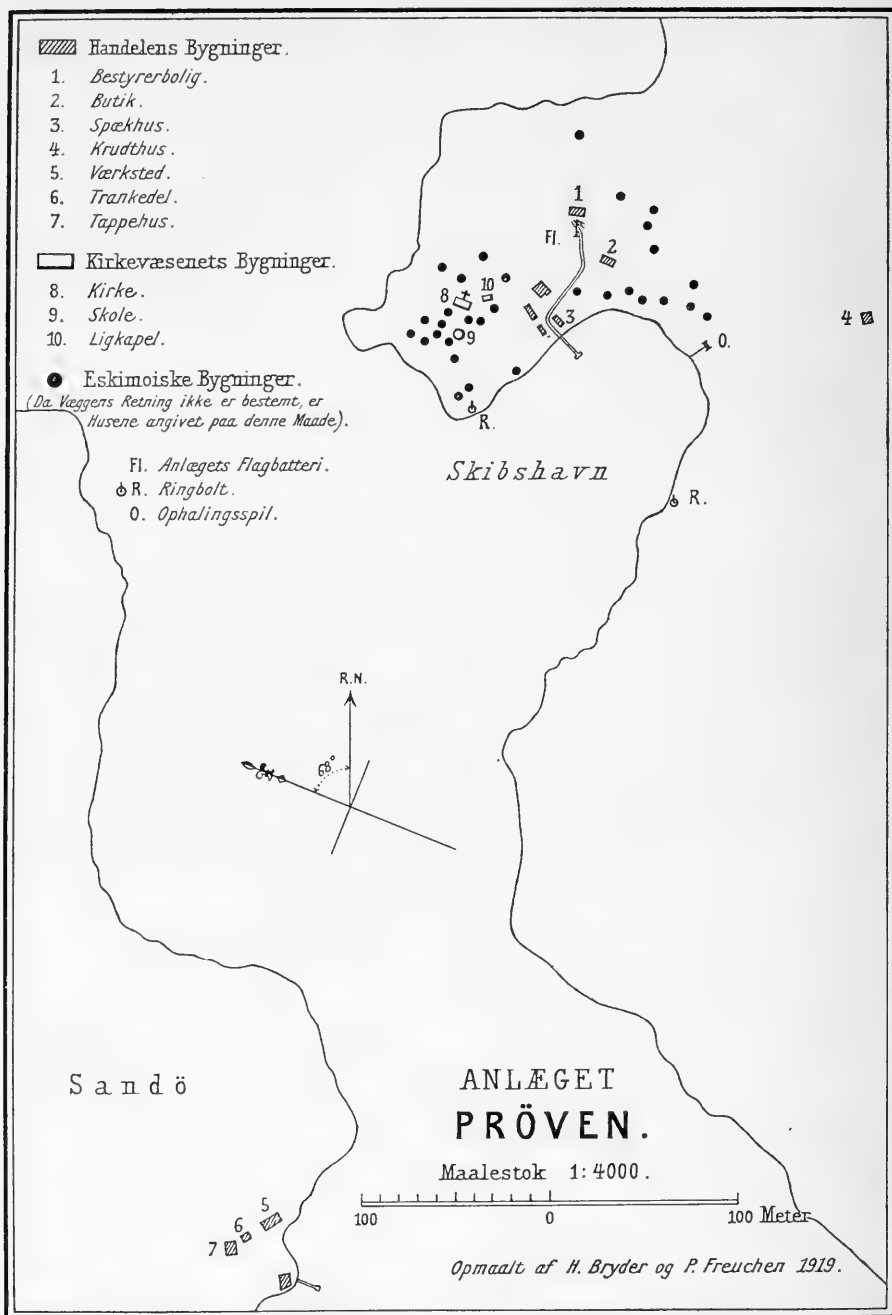 Handelens Bygninger.
1. Bestyrerbolig.
2. Butik.
3. Spækhus.
4. Krudthus.
5. Værksted.
6. Trankedel.
7. Tappehus.
Kirkevæsenets Bygninger.
8. Kirke.
9. Skole.
10. Ligkapel.
Eskimoiske Bygninger.
(Da Væggens Retning ikke er bestemt, er
Husene angivet paa denne Maade).
Fl. Anlægets Flagbatteri.
R. Ringbolt.
O. Ophalingsspil.
1
Fl.
2
8
10
3
9
4
O.
R.
Skibshavn
R.
R.N.
68°
Sandö
ANLÆGET
PRÖVEN.
Maalestok 1:4000.
100 0 100 Meter
5
6
7
Opmaalt af H. Bryder og P. Freuchen 1919.